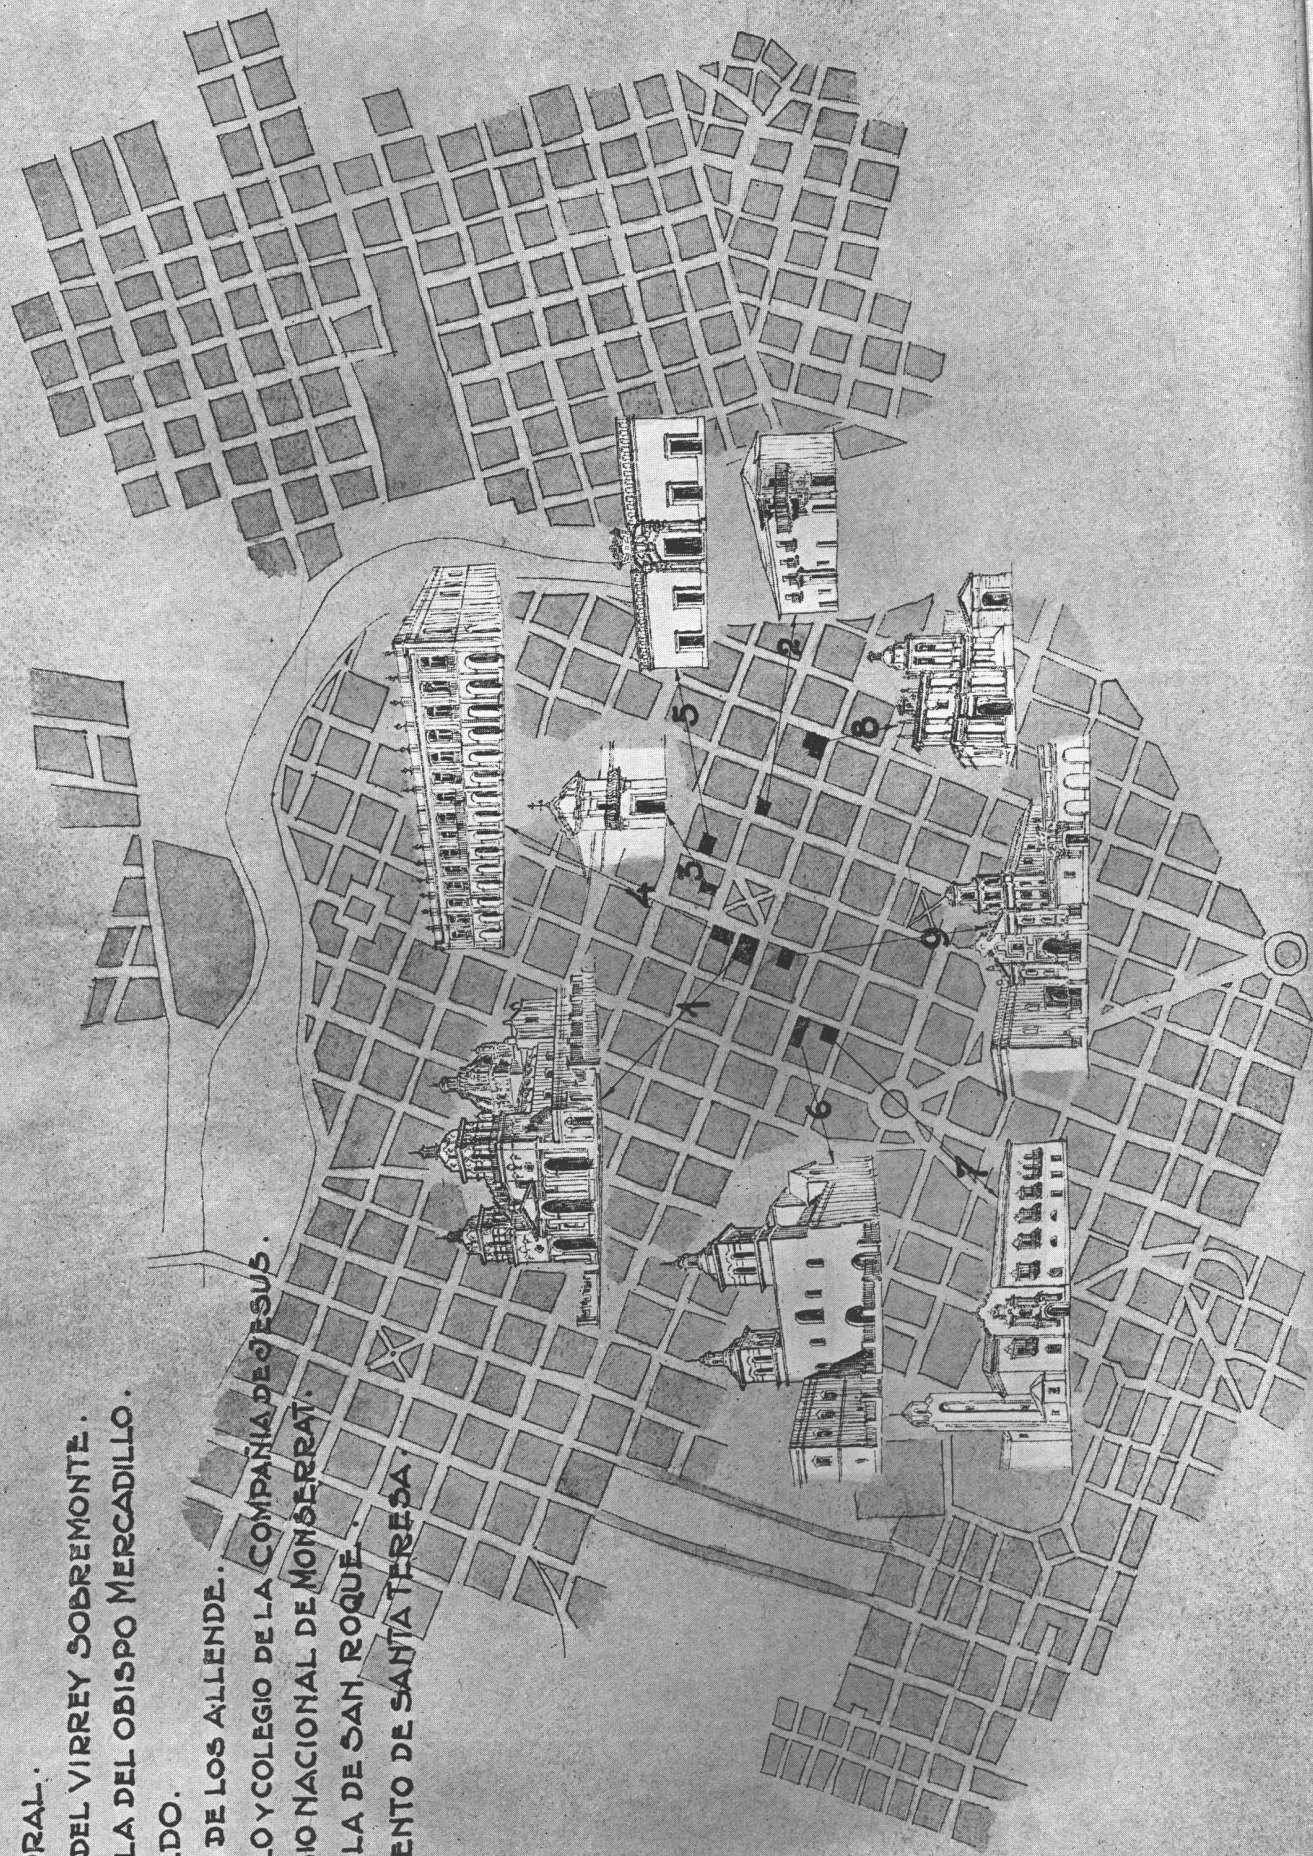 ORAL.
DEL VIRREY SOBREMONTE.
LA DEL OBISPO MERCADILLO.
LDO.
DE LOS ALLENDE.
LO Y COLEGIO DE LA COMPAÑIA DE JESUS.
GIO NACIONAL DE MONSERRAT.
LA DE SAN ROQUE.
ENTO DE SANTA TERESA.
1
2
3
4
5
6
7
8
9